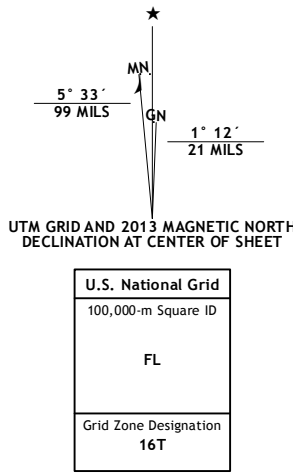 MN
5° 33´
99 MILS
GN
1° 12´
21 MILS
UTM GRID AND 2013 MAGNETIC NORTH
DECLINATION AT CENTER OF SHEET
U.S. National Grid
100,000-m Square ID
FL
Grid Zone Designation
16T